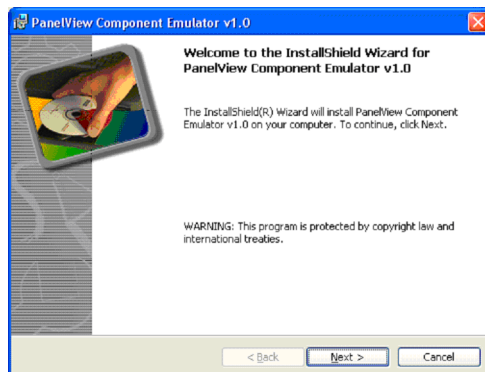 PanelView Component Emulator v1.0
Welcome to the InstallShield Wizard for
PanelView Component Emulator v1.0
The InstallShield(R) Wizard will install PanelView Component
Emulator v1.0 on your computer. To continue, click Next.
WARNING: This program is protected by copyright law and
international treaties.
< Back
Next >
Cancel